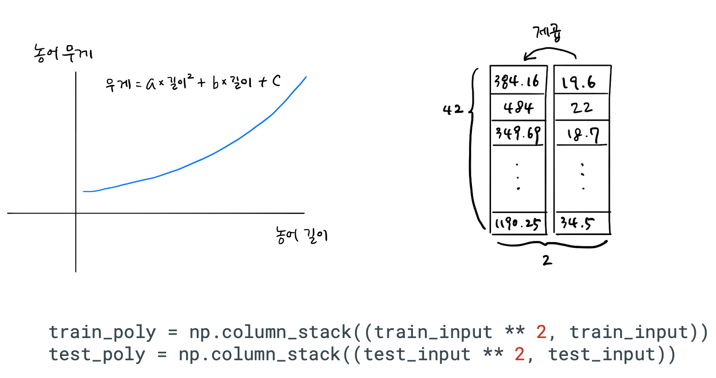 농어 무게
무게 = a × 길이² + b × 길이 + C
농어 길이
제곱
42
384.16 19.6
484 22
349.69 18.7
1190.25 34.5
2
train_poly = np.column_stack((train_input ** 2, train_input))
test_poly = np.column_stack((test_input ** 2, test_input))